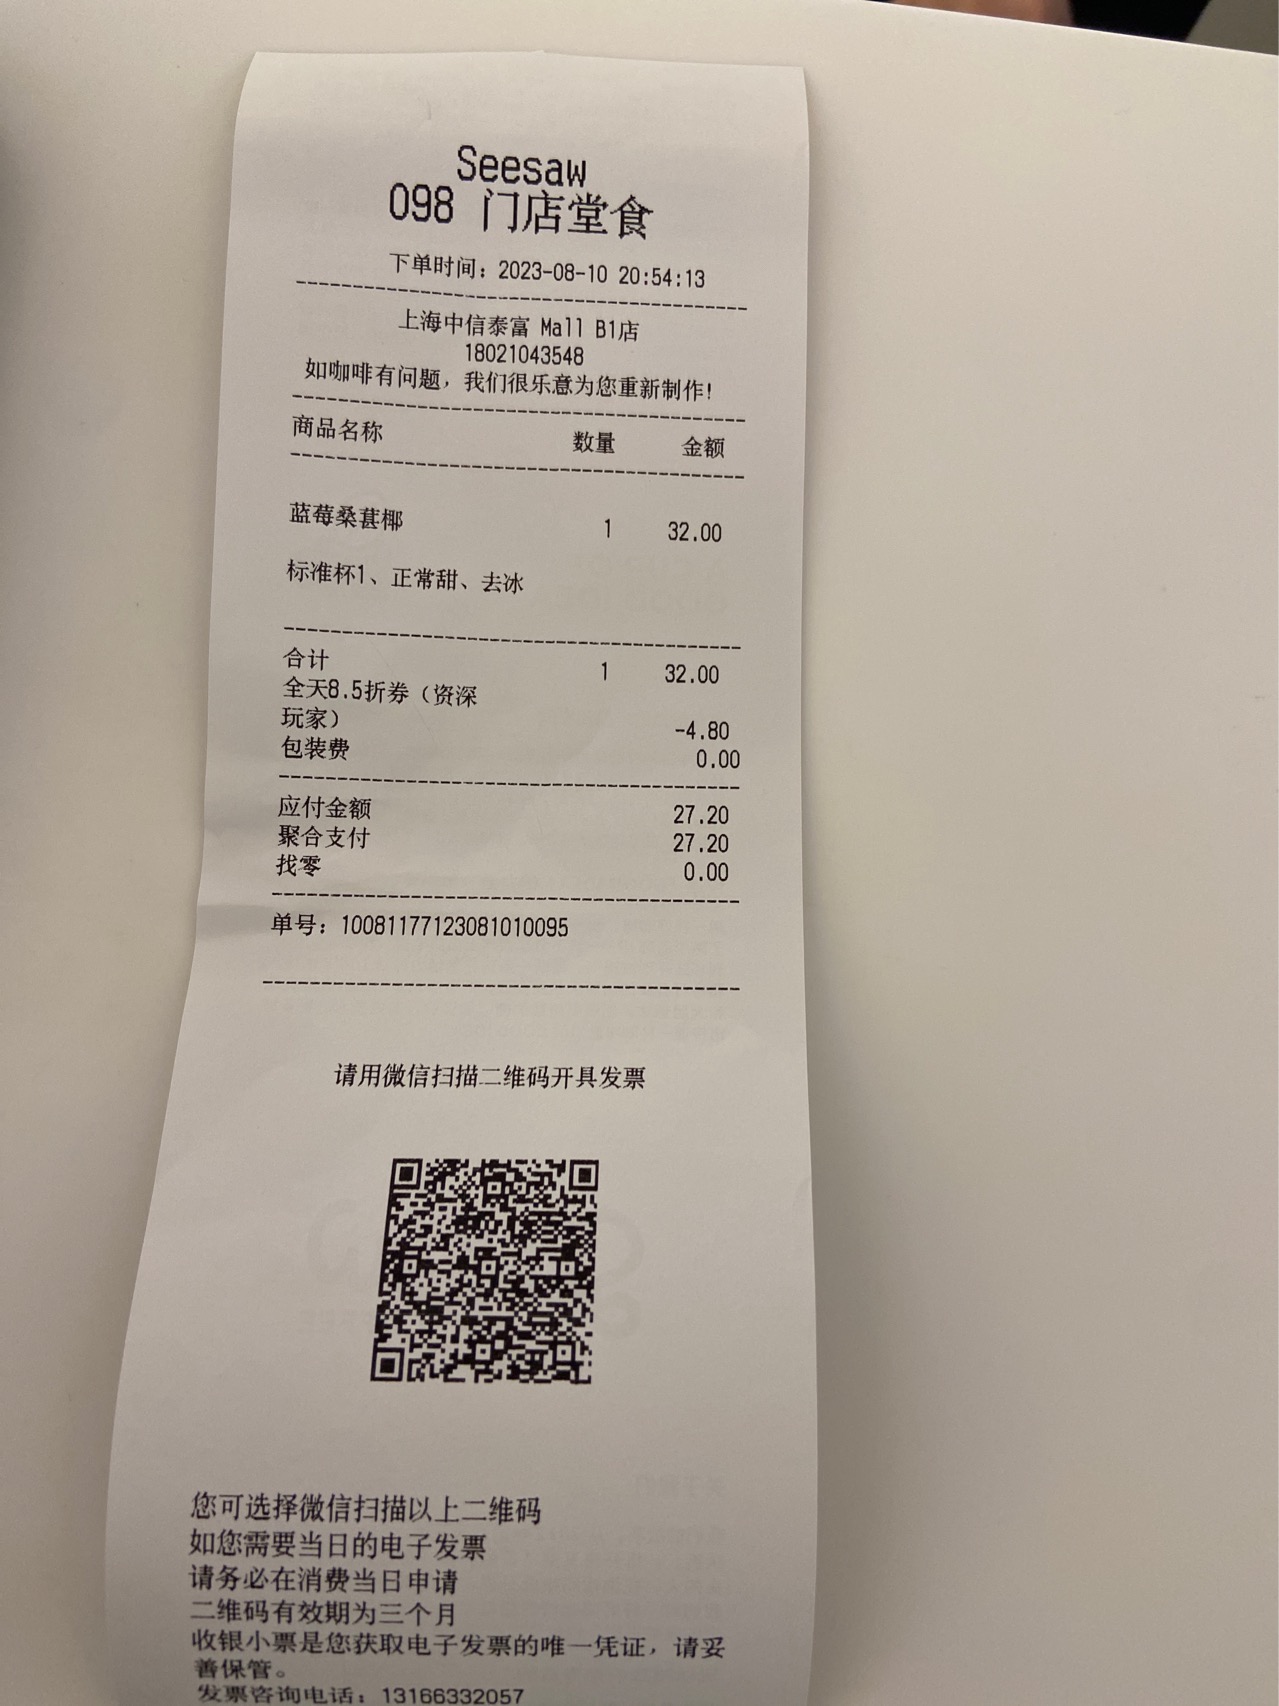 Seesaw
098 门店堂食
下单时间：2023-08-10 20:54:13
上海中信泰富 Mall B1店
18021043548
如咖啡有问题，我们很乐意为您重新制作!
商品名称 数量 金额
蓝莓桑葚椰 1 32.00
标准杯1、正常甜、去冰
合计 1 32.00
全天8.5折券（资深
玩家） -4.80
包装费 0.00
应付金额 27.20
聚合支付 27.20
找零 0.00
单号：10081177123081010095
请用微信扫描二维码开具发票
您可选择微信扫描以上二维码
如您需要当日的电子发票
请务必在消费当日申请
二维码有效期为三个月
收银小票是您获取电子发票的唯一凭证，请妥
善保管。
发票咨询电话：13166332057